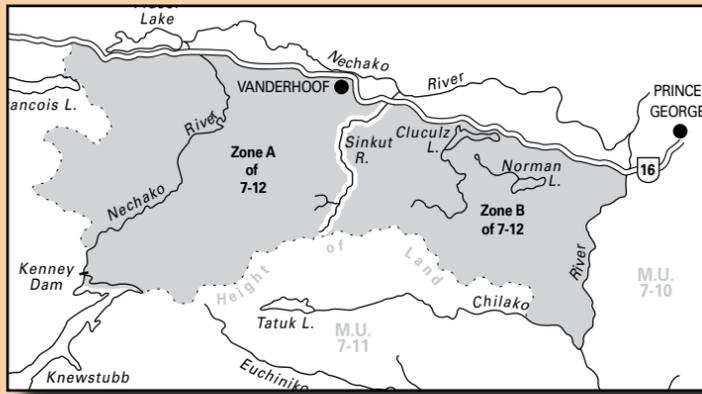 Lake
Nechako
River
VANDERHOOF
PRINCE
GEORGE
ancois L.
River
Sinkut
R.
Cluculz
L.
Norman
L.
16
Zone A
of
7-12
Zone B
of 7-12
Nechako
Kenney
Dam
Height
of
Land
River
M.U.
7-10
Chilako
Tatuk L.
M.U.
7-11
Knewstubb
Euchiniko